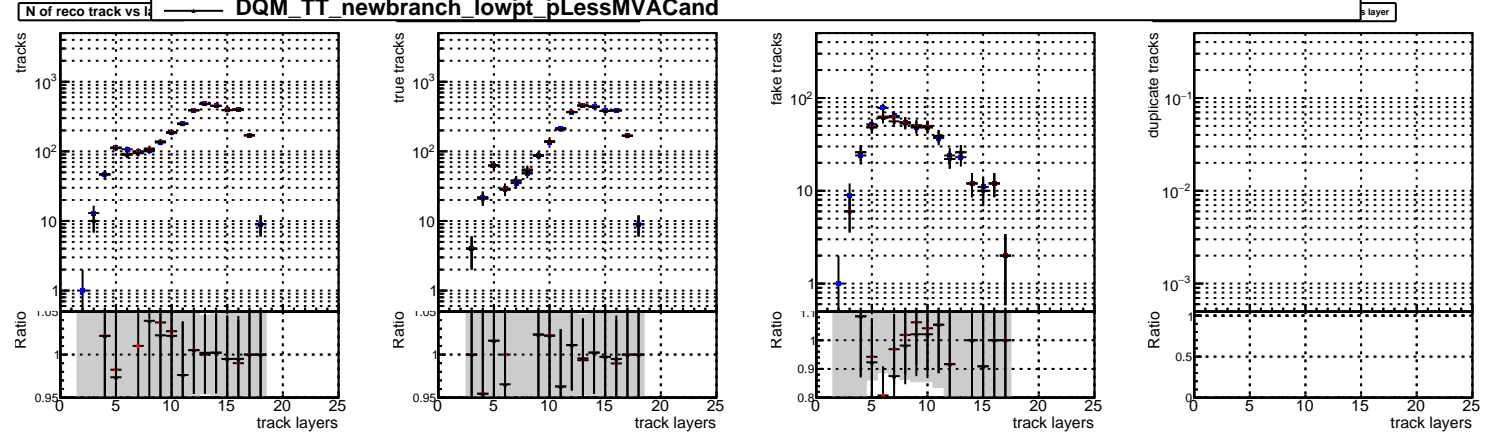 DQM_TT_newbranch_lowpt_pLessMVACand
N of reco track vs la
s layer
tracks
10³
10²
10
1
Ratio
1.05
1
0.95
0 5 10 15 20 25
track layers
true tracks
10³
10²
10
1
Ratio
1.05
1
0.95
0 5 10 15 20 25
track layers
fake tracks
10²
10
1
Ratio
1.1
1
0.9
0.8
0 5 10 15 20 25
track layers
duplicate tracks
10⁻¹
10⁻²
10⁻³
Ratio
1
0.5
0
0 5 10 15 20 25
track layers